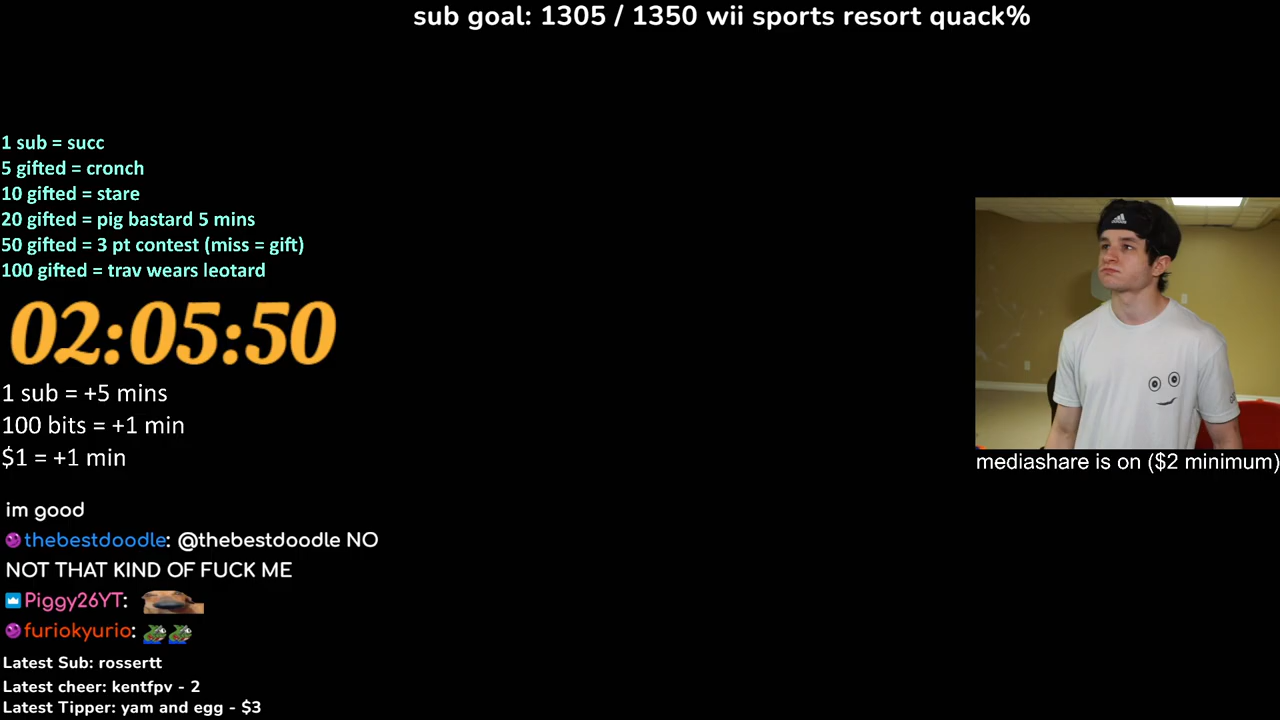 sub goal: 1305 / 1350 wii sports resort quack%
1 sub = succ
5 gifted = cronch
10 gifted = stare
20 gifted = pig bastard 5 mins
50 gifted = 3 pt contest (miss = gift)
100 gifted = trav wears leotard
02:05:50
1 sub = +5 mins
100 bits = +1 min
$1 = +1 min
mediashare is on ($2 minimum)
im good
thebestdoodle: @thebestdoodle NO
NOT THAT KIND OF FUCK ME
Piggy26YT:
furiokyurio:
Latest Sub: rossertt
Latest cheer: kentfpv - 2
Latest Tipper: yam and egg - $3